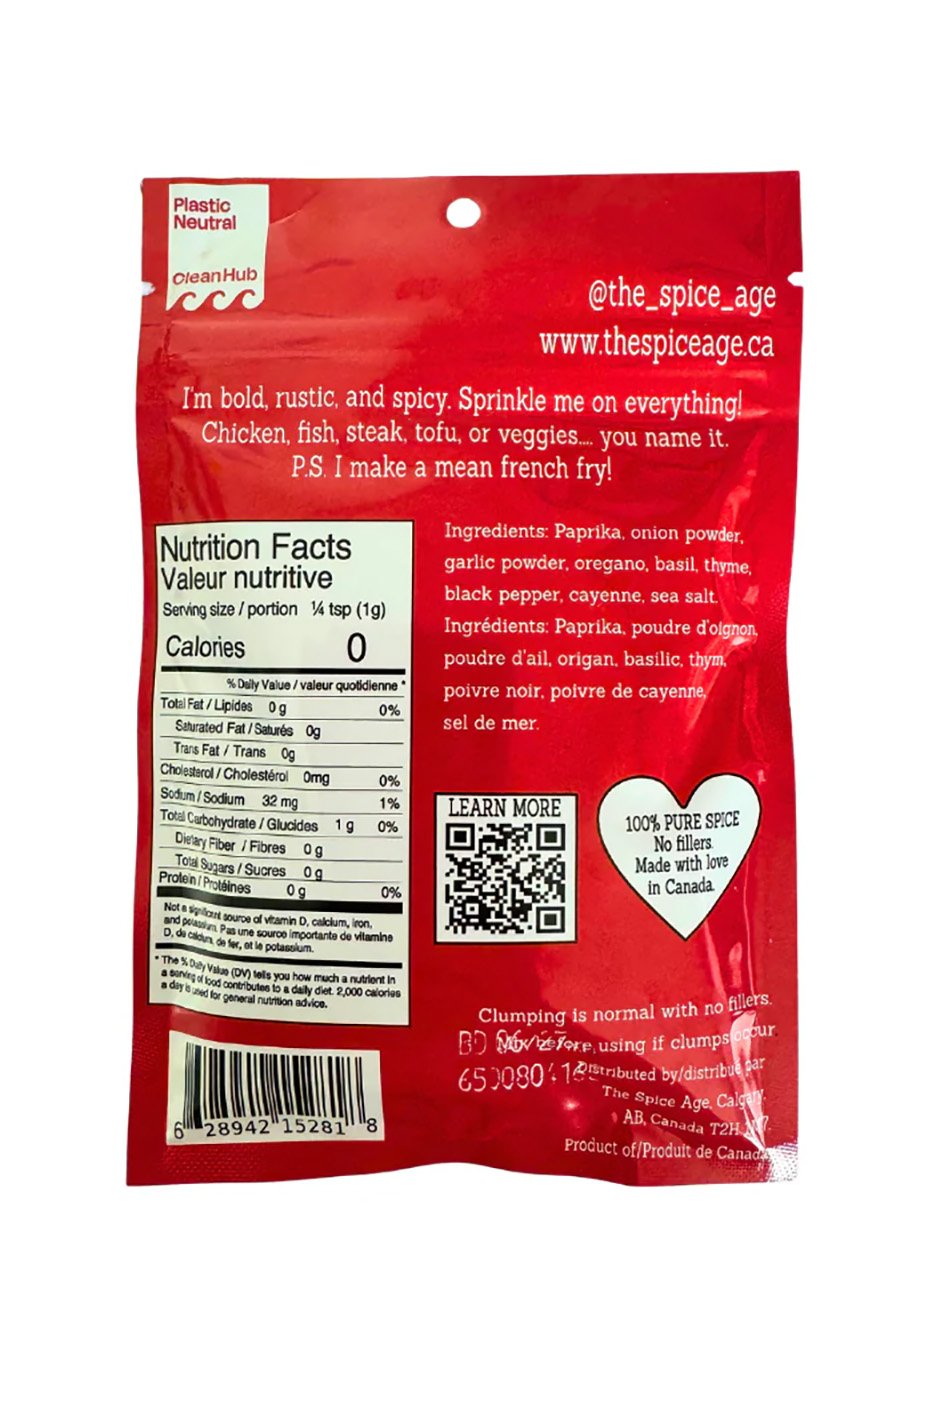 Plastic
Neutral
CleanHub
@the_spice_age
www.thespiceage.ca
I'm bold, rustic, and spicy. Sprinkle me on everything!
Chicken, fish, steak, tofu, or veggies.... you name it.
P.S. I make a mean french fry!
Nutrition Facts
Valeur nutritive
Serving size / portion ¼ tsp (1g)
Calories 0
% Daily Value / valeur quotidienne *
Total Fat / Lipides 0 g 0%
Saturated Fat / Saturés 0g
Trans Fat / Trans 0g
Cholesterol / Cholestérol 0mg 0%
Sodium / Sodium 32 mg 1%
Total Carbohydrate / Glucides 1 g 0%
Dietary Fiber / Fibres 0 g
Total Sugars / Sucres 0 g
Protein / Protéines 0 g 0%
Not a significant source of vitamin D, calcium, iron,
and potassium. Pas une source importante de vitamine
D, de calcium, de fer, et le potassium.
* The % Daily Value (DV) tells you how much a nutrient in
a serving of food contributes to a daily diet. 2,000 calories
a day is used for general nutrition advice.
Ingredients: Paprika, onion powder,
garlic powder, oregano, basil, thyme,
black pepper, cayenne, sea salt.
Ingrédients: Paprika, poudre d'oignon,
poudre d'ail, origan, basilic, thym,
poivre noir, poivre de cayenne,
sel de mer.
LEARN MORE
100% PURE SPICE
No fillers.
Made with love
in Canada.
Clumping is normal with no fillers.
Mix before using if clumps occur.
Distributed by/distribué par
The Spice Age, Calgary,
AB, Canada T2H
Product of/Produit de Canada
6 28942 15281 8